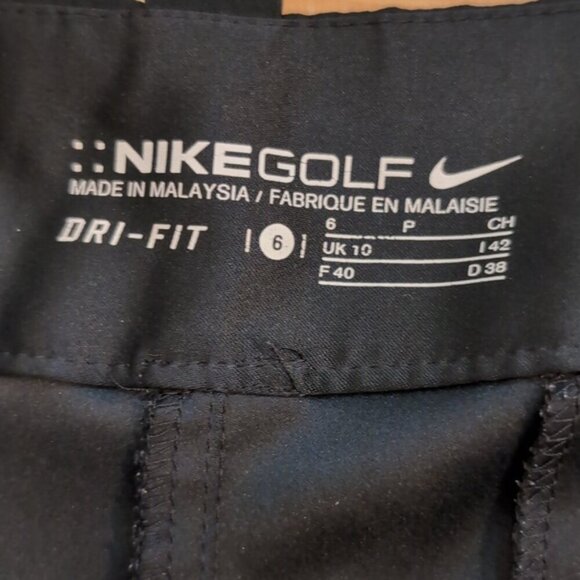 ::NIKEGOLF
MADE IN MALAYSIA / FABRIQUE EN MALAISIE
DRI-FIT | 6 |
6 P CH
UK 10 I 42
F 40 D 38